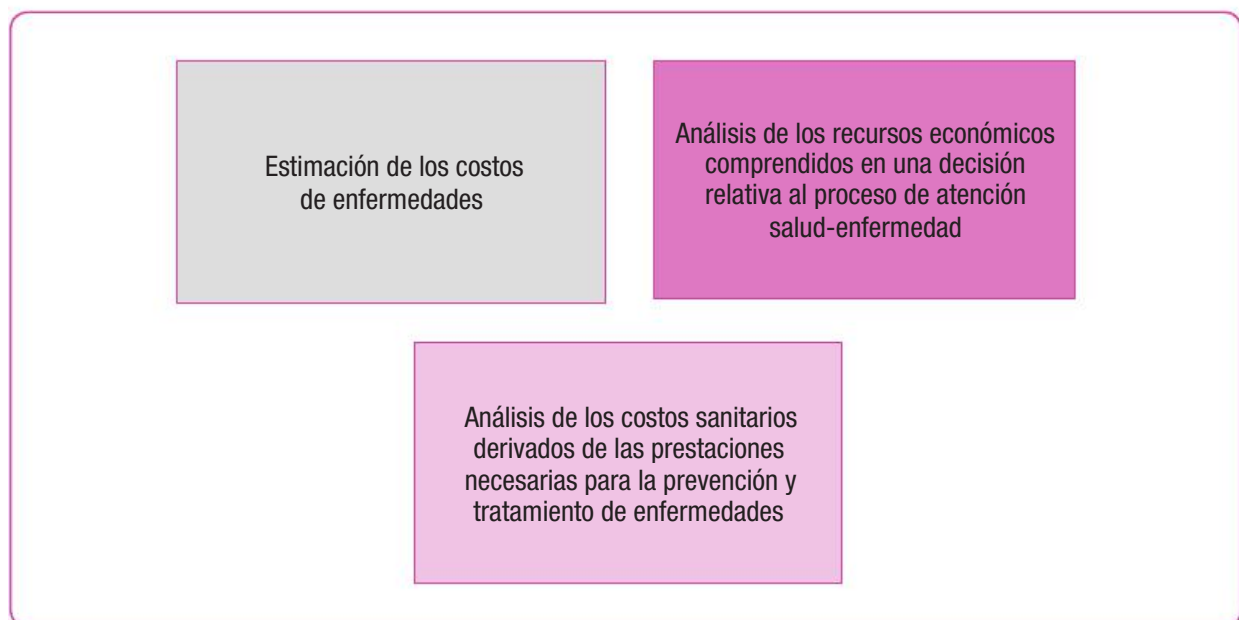 Estimación de los costos
de enfermedades
Análisis de los recursos económicos
comprendidos en una decisión
relativa al proceso de atención
salud-enfermedad
Análisis de los costos sanitarios
derivados de las prestaciones
necesarias para la prevención y
tratamiento de enfermedades